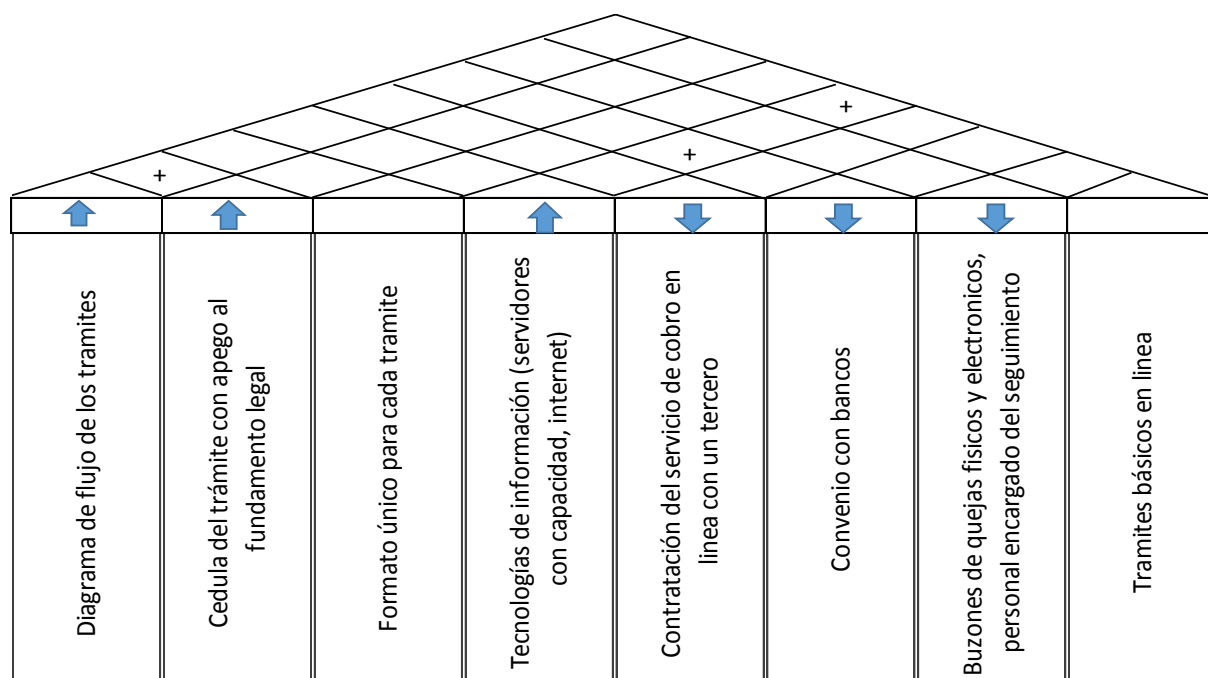 +
+
+
Diagrama de flujo de los tramites
Cedula del trámite con apego al
fundamento legal
Formato único para cada tramite
Tecnologías de información (servidores
con capacidad, internet)
Contratación del servicio de cobro en
linea con un tercero
Convenio con bancos
Buzones de quejas fisicos y electronicos,
personal encargado del seguimiento
Tramites básicos en linea